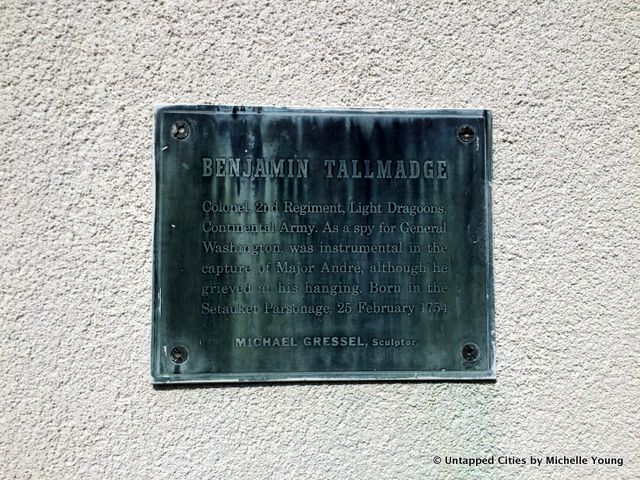 BENJAMIN TALLMADGE
Colonel, 2nd Regiment, Light Dragoons,
Continental Army. As a spy for General
Washington, was instrumental in the
capture of Major Andre, although he
grieved at his hanging. Born in the
Setauket Parsonage, 25 February 1754
MICHAEL GRESSEL, Sculptor
© Untapped Cities by Michelle Young